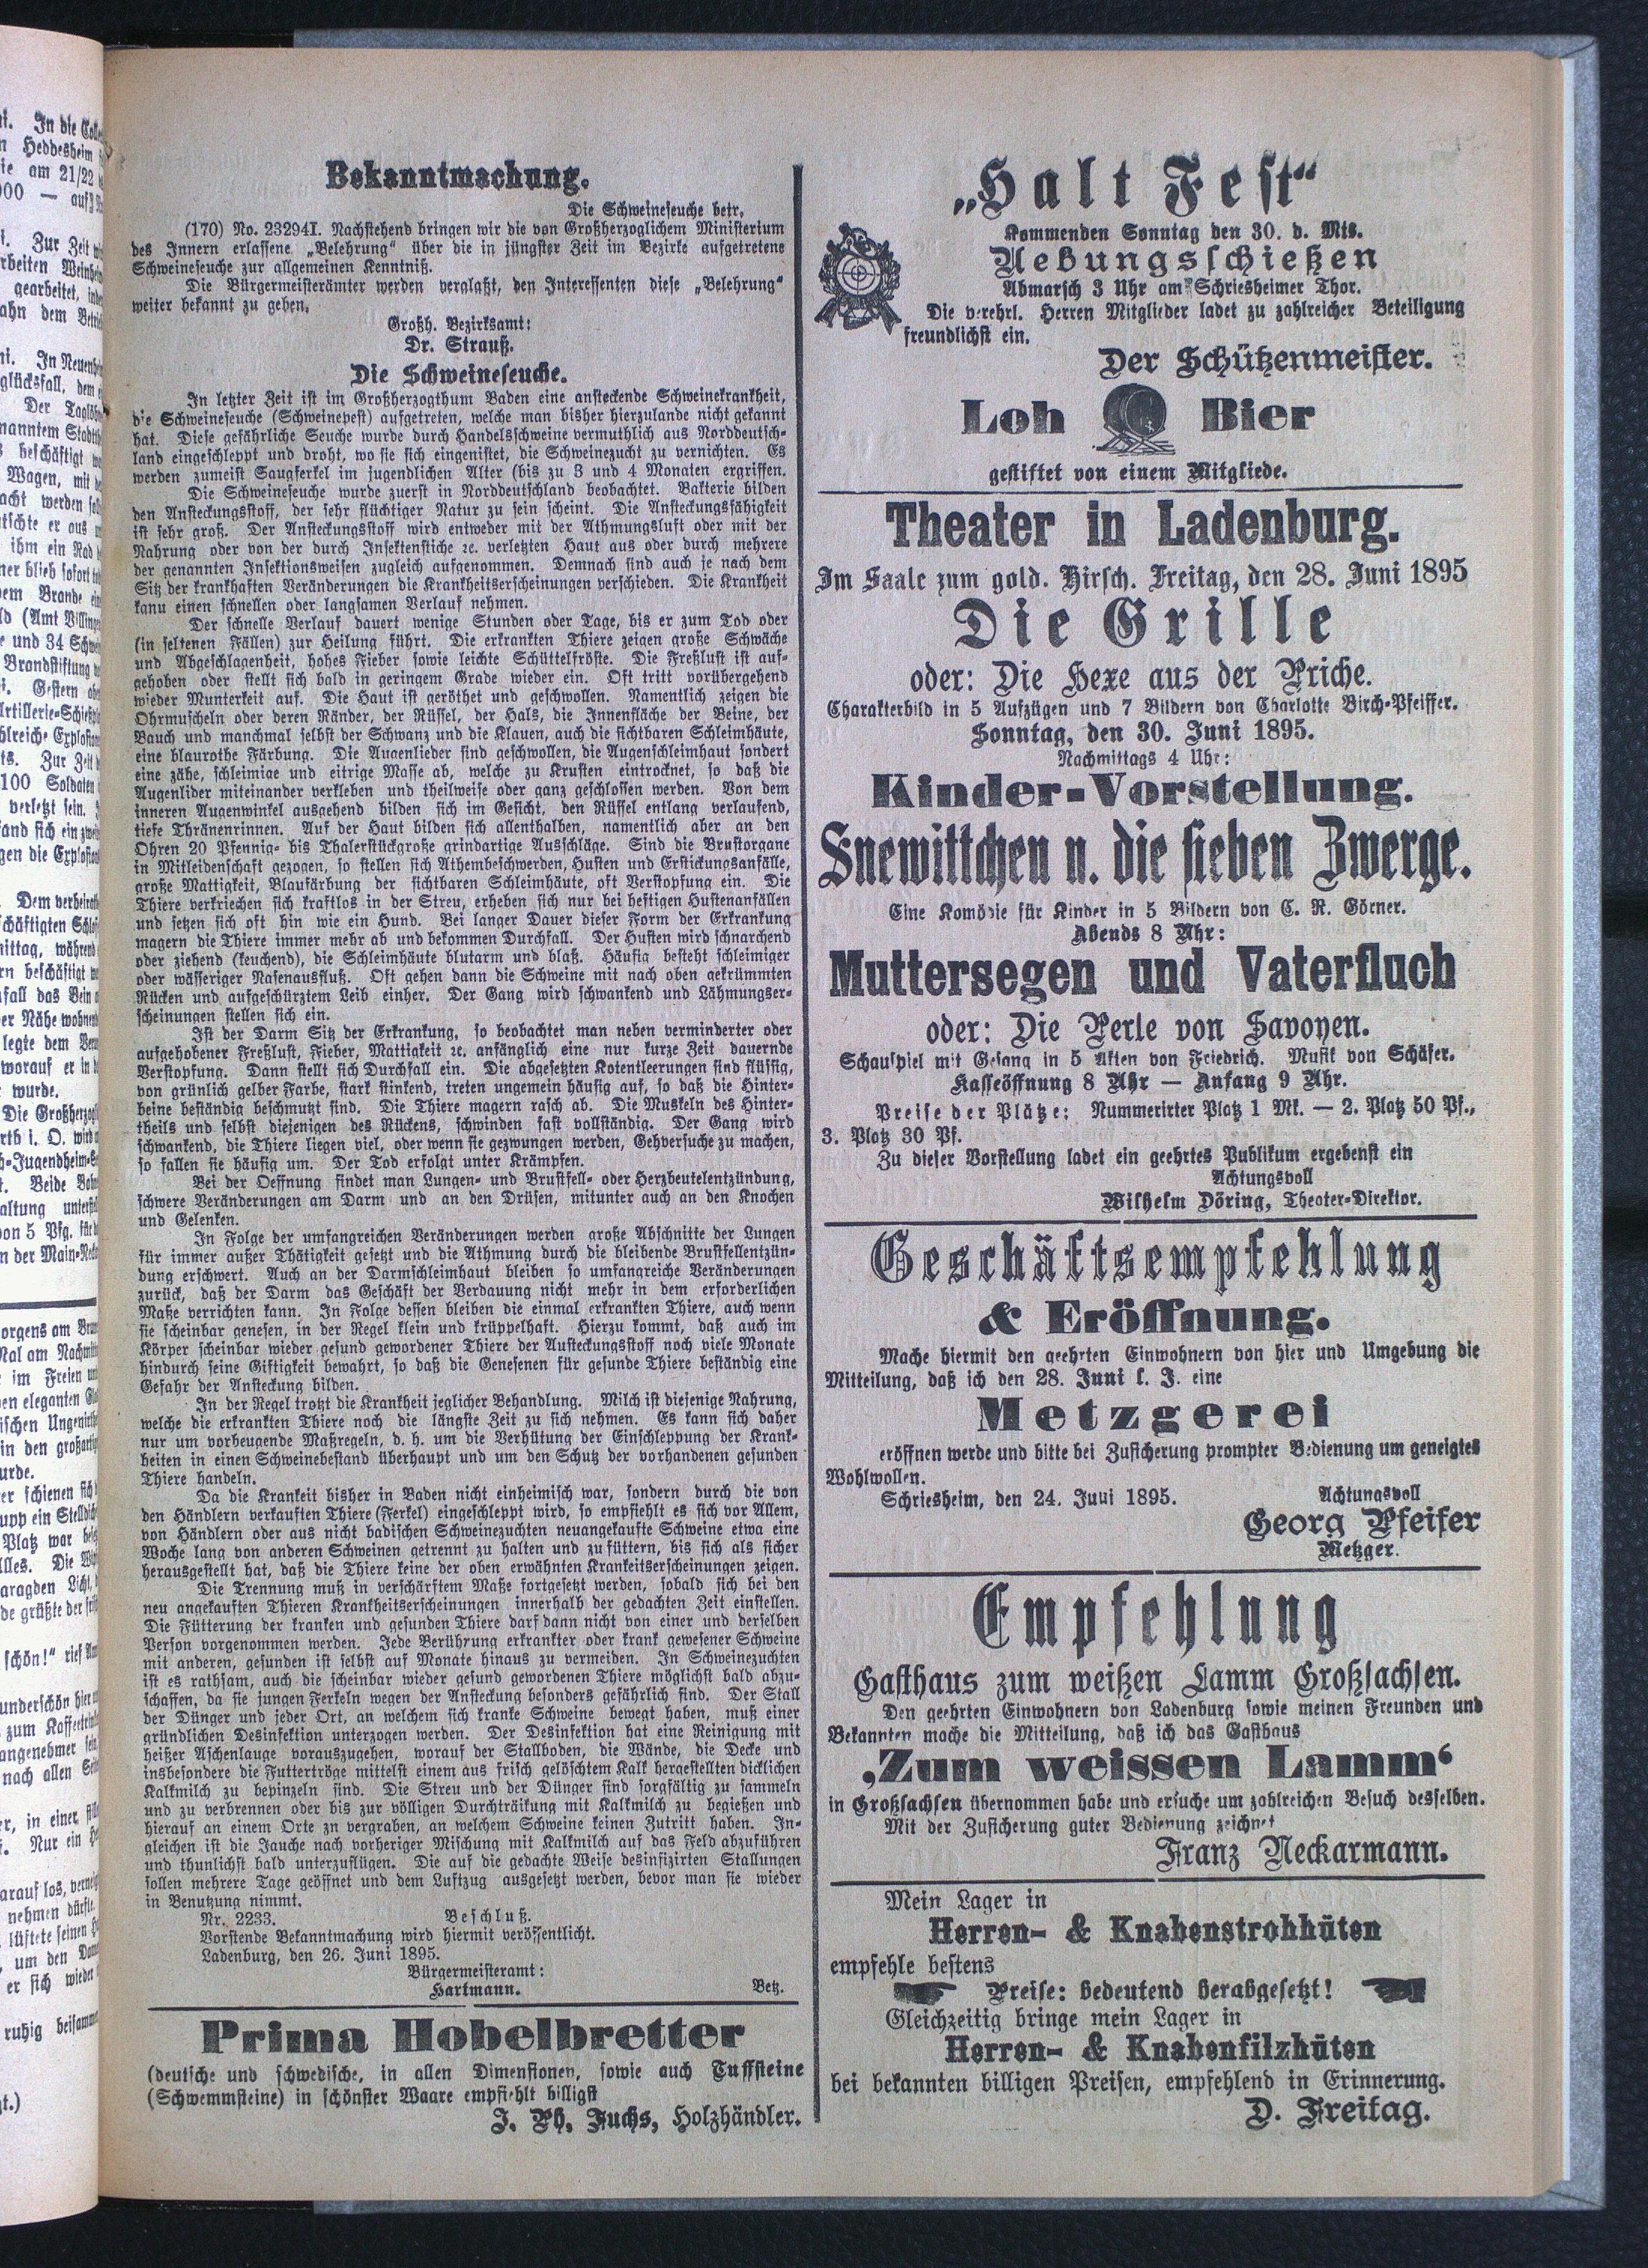 Bekanntmachung.
Die Schweineseuche betr.
(170) No. 23294I. Nachstehend bringen wir die von Großherzoglichem Ministerium
des Innern erlassene „Belehrung“ über die in jüngster Zeit im Bezirke aufgetretene
Schweineseuche zur allgemeinen Kenntniß.
Die Bürgermeisterämter werden veralaßt, den Interessenten diese „Belehrung“
weiter bekannt zu geben.
Großh. Bezirksamt:
Dr. Strauß.
Die Schweineseuche.
In letzter Zeit ist im Großherzogthum Baden eine ansteckende Schweinekrankheit,
die Schweineseuche (Schweinepest) aufgetreten, welche man bisher hierzulande nicht gekannt
hat. Diese gefährliche Seuche wurde durch Handelsschweine vermuthlich aus Norddeutsch-
land eingeschleppt und droht, wo sie sich eingenistet, die Schweinezucht zu vernichten. Es
werden zumeist Saugferkel im jugendlichen Alter (bis zu 3 und 4 Monaten ergriffen.
Die Schweineseuche wurde zuerst in Norddeutschland beobachtet. Bakterie bilden
den Ansteckungsstoff, der sehr flüchtiger Natur zu sein scheint. Die Ansteckungsfähigkeit
ist sehr groß. Der Ansteckungsstoff wird entweder mit der Athmungsluft oder mit der
Nahrung oder von der durch Insektenstiche ꝛc. verletzten Haut aus oder durch mehrere
der genannten Insektionsweisen zugleich aufgenommen. Demnach sind auch je nach dem
Sitz der krankhaften Veränderungen die Krankheitserscheinungen verschieden. Die Krankheit
kanu einen schnellen oder langsamen Verlauf nehmen.
Der schnelle Verlauf dauert wenige Stunden oder Tage, bis er zum Tod oder
(in seltenen Fällen) zur Heilung führt. Die erkrankten Thiere zeigen große Schwäche
und Abgeschlagenheit, hohes Fieber sowie leichte Schüttelfröste. Die Freßlust ist auf-
gehoben oder stellt sich bald in geringem Grade wieder ein. Oft tritt vorübergehend
wieder Munterkeit auf. Die Haut ist geröthet und geschwollen. Namentlich zeigen die
Ohrmuscheln oder deren Ränder, der Rüssel, der Hals, die Innenfläche der Beine, der
Bauch und manchmal selbst der Schwanz und die Klauen, auch die sichtbaren Schleimhäute,
eine blaurothe Färbung. Die Augenlieder sind geschwollen, die Augenschleimhaut sondert
eine zähe, schleimige und eitrige Masse ab, welche zu Krusten eintrocknet, so daß die
Augenlider miteinander verkleben und theilweise oder ganz geschlossen werden. Von dem
inneren Augenwinkel ausgehend bilden sich im Gesicht, den Rüssel entlang verlaufend,
tiefe Thränenrinnen. Auf der Haut bilden sich allenthalben, namentlich aber an den
Ohren 20 Pfennig- bis Thalerstückgroße grindartige Ausschläge. Sind die Brustorgane
in Mitleidenschaft gezogen, so stellen sich Athembeschwerden, Husten und Erstickungsanfälle,
große Mattigkeit, Blaufärbung der sichtbaren Schleimhäute, oft Verstopfung ein. Die
Thiere verkriechen sich kraftlos in der Streu, erheben sich nur bei heftigen Hustenanfällen
und setzen sich oft hin wie ein Hund. Bei langer Dauer dieser Form der Erkrankung
magern die Thiere immer mehr ab und bekommen Durchfall. Der Husten wird schnarchend
oder ziehend (keuchend), die Schleimhäute blutarm und blaß. Häufig besteht schleimiger
oder wässeriger Nasenausfluß. Oft gehen dann die Schweine mit nach oben gekrümmten
Rücken und aufgeschürztem Leib einher. Der Gang wird schwankend und Lähmungser-
scheinungen stellen sich ein.
Ist der Darm Sitz der Erkrankung, so beobachtet man neben verminderter oder
aufgehobener Freßlust, Fieber, Mattigkeit ꝛc. anfänglich eine nur kurze Zeit dauernde
Verstopfung. Dann stellt sich Durchfall ein. Die abgesetzten Kotentleerungen sind flüssig,
von grünlich gelber Farbe, stark stinkend, treten ungemein häufig auf, so daß die Hinter-
beine beständig beschmutzt sind. Die Thiere magern rasch ab. Die Muskeln des Hinter-
theils und selbst diejenigen des Rückens, schwinden fast vollständig. Der Gang wird
schwankend, die Thiere liegen viel, oder wenn sie gezwungen werden, Gehversuche zu machen,
so fallen sie häufig um. Der Tod erfolgt unter Krämpfen.
Bei der Oeffnung findet man Lungen- und Brustfell- oder Herzbeutelentzündung,
schwere Veränderungen am Darm und an den Drüsen, mitunter auch an den Knochen
und Gelenken.
In Folge der umfangreichen Veränderungen werden große Abschnitte der Lungen
für immer außer Thätigkeit gesetzt und die Athmung durch die bleibende Brustfellentzün-
dung erschwert. Auch an der Darmschleimhaut bleiben so umfangreiche Veränderungen
zurück, daß der Darm das Geschäft der Verdauung nicht mehr in dem erforderlichen
Maße verrichten kann. In Folge dessen bleiben die einmal erkrankten Thiere, auch wenn
sie scheinbar genesen, in der Regel klein und krüppelhaft. Hierzu kommt, daß auch im
Körper scheinbar wieder gesund gewordener Thiere der Austeckungsstoff noch viele Monate
hindurch seine Giftigkeit bewahrt, so daß die Genesenen für gesunde Thiere beständig eine
Gefahr der Ansteckung bilden.
In der Regel trotzt die Krankheit jeglicher Behandlung. Milch ist diejenige Nahrung,
welche die erkrankten Thiere noch die längste Zeit zu sich nehmen. Es kann sich daher
nur um vorbeugende Maßregeln, d. h. um die Verhütung der Einschleppung der Krank-
heiten in einen Schweinebestand überhaupt und um den Schutz der vorhandenen gesunden
Thiere handeln.
Da die Krankeit bisher in Baden nicht einheimisch war, sondern durch die von
den Händlern verkauften Thiere (Ferkel) eingeschleppt wird, so empfiehlt es sich vor Allem,
von Händlern oder aus nicht badischen Schweinezuchten neuangekaufte Schweine etwa eine
Woche lang von anderen Schweinen getrennt zu halten und zu füttern, bis sich als sicher
herausgestellt hat, daß die Thiere keine der oben erwähnten Krankeitserscheinungen zeigen.
Die Trennung muß in verschärftem Maße fortgesetzt werden, sobald sich bei den
neu angekauften Thieren Krankheitserscheinungen innerhalb der gedachten Zeit einstellen.
Die Fütterung der kranken und gesunden Thiere darf dann nicht von einer und derselben
Person vorgenommen werden. Jede Berührung erkrankter oder krank gewesener Schweine
mit anderen, gesunden ist selbst auf Monate hinaus zu vermeiden. In Schweinezuchten
ist es rathsam, auch die scheinbar wieder gesund gewordenen Thiere möglichst bald abzu-
schaffen, da sie jungen Ferkeln wegen der Ansteckung besonders gefährlich sind. Der Stall
der Dünger und jeder Ort, an welchem sich kranke Schweine bewegt haben, muß einer
gründlichen Desinfektion unterzogen werden. Der Desinfektion hat eine Reinigung mit
heißer Aschenlauge vorauszugehen, worauf der Stallboden, die Wände, die Decke und
insbesondere die Futtertröge mittelst einem aus frisch gelöschtem Kalk hergestellten dicklichen
Kalkmilch zu bepinzeln sind. Die Streu und der Dünger sind sorgfältig zu sammeln
und zu verbrennen oder bis zur völligen Durchträikung mit Kalkmilch zu begießen und
hierauf an einem Orte zu vergraben, an welchem Schweine keinen Zutritt haben. In-
gleichen ist die Jauche nach vorheriger Mischung mit Kalkmilch auf das Feld abzuführen
und thunlichst bald unterzuflügen. Die auf die gedachte Weise desinfizirten Stallungen
sollen mehrere Tage geöffnet und dem Luftzug ausgesetzt werden, bevor man sie wieder
in Benutzung nimmt.
Nr. 2233. Beschluß.
Vorstende Bekanntmachung wird hiermit veröffentlicht.
Ladenburg, den 26. Juni 1895.
Bürgermeisteramt:
Hartmann. Betz.
Prima Hobelbretter
(deutsche und schwedische, in allen Dimensionen, sowie auch Tuffsteine
(Schwemmsteine) in schönster Waare empfiehlt billigst
J. Ph. Fuchs, Holzhändler.
„Halt Fest“
Kommenden Sonntag den 30. d. Mts.
Uebungsschießen
Abmarsch 3 Uhr am Schriesheimer Thor.
Die verehrl. Herren Mitglieder ladet zu zahlreicher Beteiligung
freundlichst ein.
Der Schützenmeister.
Loh Bier
gestiftet von einem Mitgliede.
Theater in Ladenburg.
Im Saale zum gold. Hirsch. Freitag, den 28. Juni 1895
Die Grille
oder: Die Hexe aus der Priche.
Charakterbild in 5 Aufzügen und 7 Bildern von Charlotte Birch-Pfeiffer.
Sonntag, den 30. Juni 1895.
Nachmittags 4 Uhr:
Kinder-Vorstellung.
Snewittchen u. die sieben Zwerge.
Eine Komödie für Kinder in 5 Bildern von C. R. Görner.
Abends 8 Uhr:
Muttersegen und Vaterfluch
oder: Die Perle von Savoyen.
Schauspiel mit Gesang in 5 Akten von Friedrich. Musik von Schäfer.
Kasseöffnung 8 Uhr — Anfang 9 Uhr.
Preise der Plätze: Nummerirter Platz 1 Mk. — 2. Platz 50 Pf.,
3. Platz 30 Pf.
Zu dieser Vorstellung ladet ein geehrtes Publikum ergebenst ein
Achtungsvoll
Wilhelm Döring, Theater-Direktor.
Geschäftsempfehlung
& Eröffnung.
Mache hiermit den geehrten Einwohnern von hier und Umgebung die
Mitteilung, daß ich den 28. Juni l. J. eine
Metzgerei
eröffnen werde und bitte bei Zusicherung prompter Bedienung um geneigtes
Wohlwollen.
Schriesheim, den 24. Juui 1895. Achtungsvoll
Georg Pfeifer
Metzger.
Empfehlung
Gasthaus zum weißen Lamm Großsachsen.
Den geehrten Einwohnern von Ladenburg sowie meinen Freunden und
Bekannten mache die Mitteilung, daß ich das Gasthaus
‚Zum weissen Lamm‘
in Großsachsen übernommen habe und ersuche um zahlreichen Besuch desselben.
Mit der Zusicherung guter Bedienung zeichnet
Franz Neckarmann.
Mein Lager in
Herren- & Knabenstrohhüten
empfehle bestens
Preise: bedeutend herabgesetzt!
Gleichzeitig bringe mein Lager in
Herren- & Knabenfilzhüten
bei bekannten billigen Preisen, empfehlend in Erinnerung.
D. Freitag.